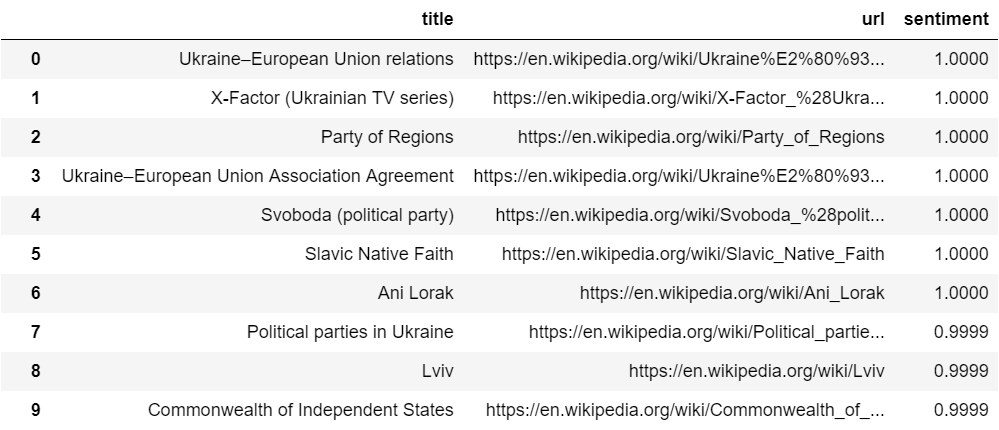 title url sentiment
0 Ukraine–European Union relations https://en.wikipedia.org/wiki/Ukraine%E2%80%93... 1.0000
1 X-Factor (Ukrainian TV series) https://en.wikipedia.org/wiki/X-Factor_%28Ukra... 1.0000
2 Party of Regions https://en.wikipedia.org/wiki/Party_of_Regions 1.0000
3 Ukraine–European Union Association Agreement https://en.wikipedia.org/wiki/Ukraine%E2%80%93... 1.0000
4 Svoboda (political party) https://en.wikipedia.org/wiki/Svoboda_%28polit... 1.0000
5 Slavic Native Faith https://en.wikipedia.org/wiki/Slavic_Native_Faith 1.0000
6 Ani Lorak https://en.wikipedia.org/wiki/Ani_Lorak 1.0000
7 Political parties in Ukraine https://en.wikipedia.org/wiki/Political_partie... 0.9999
8 Lviv https://en.wikipedia.org/wiki/Lviv 0.9999
9 Commonwealth of Independent States https://en.wikipedia.org/wiki/Commonwealth_of_... 0.9999